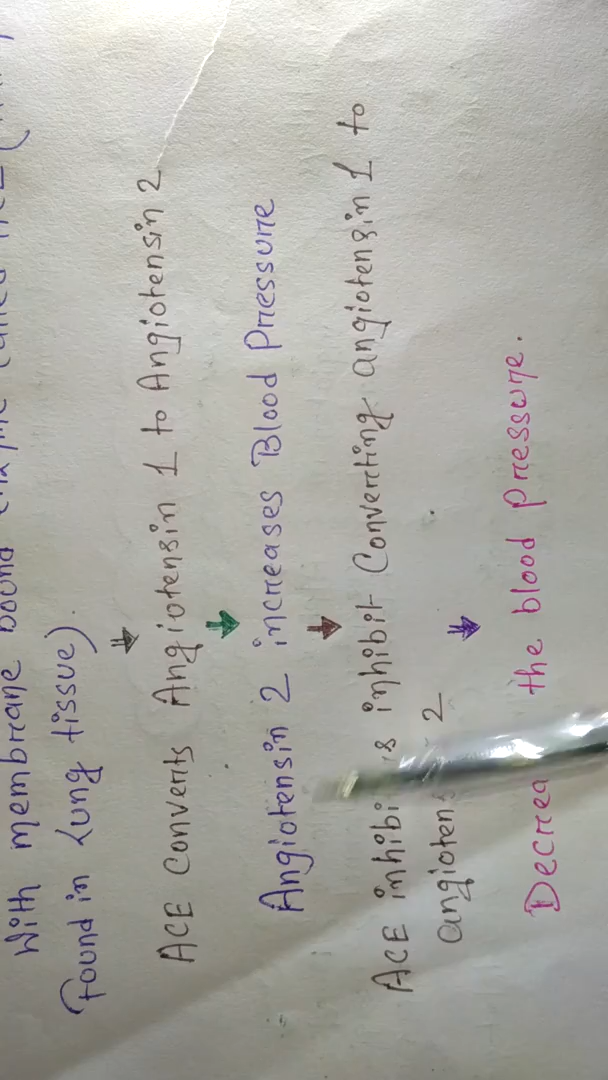 With membrane bound
(found in Lung tissue)
ACE Converts Angiotensin 1 to Angiotensin 2
Angiotensin 2 increases Blood Pressure
ACE inhibi s inhibit Converting angiotensin 1 to
angioten 2
Decrea the blood pressure.